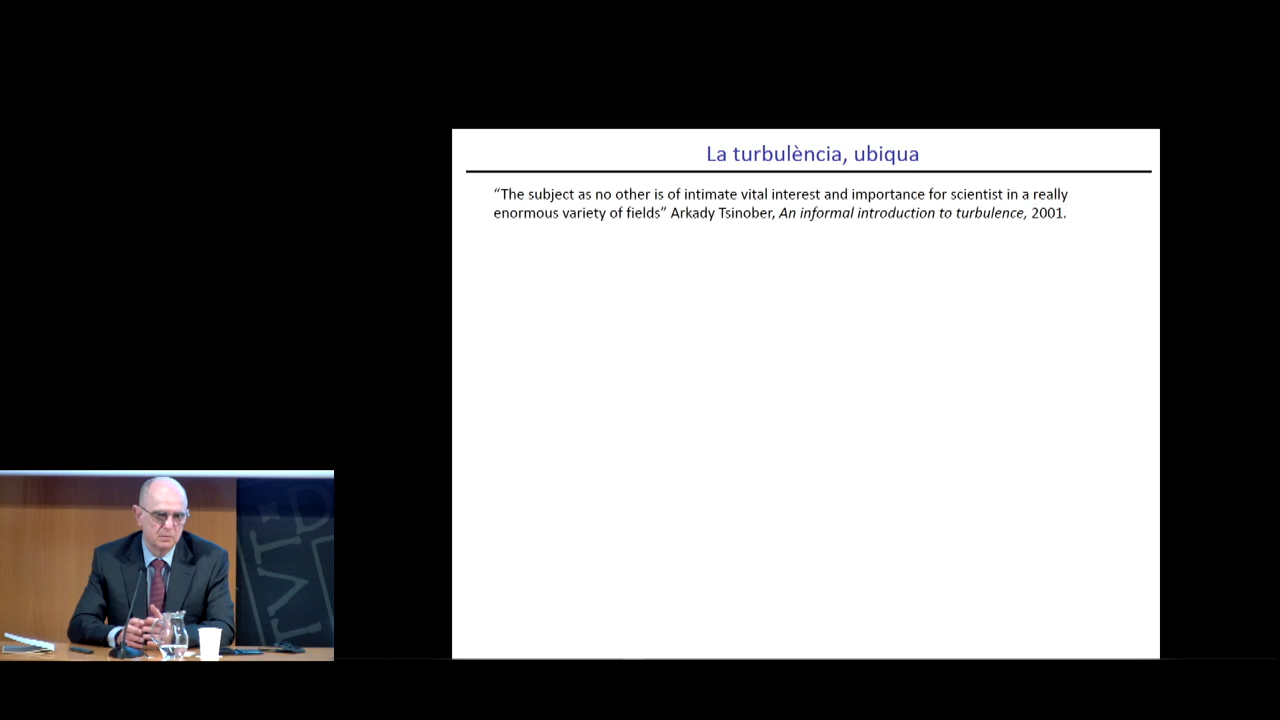 La turbulència, ubiqua
“The subject as no other is of intimate vital interest and importance for scientist in a really
enormous variety of fields” Arkady Tsinober, An informal introduction to turbulence, 2001.